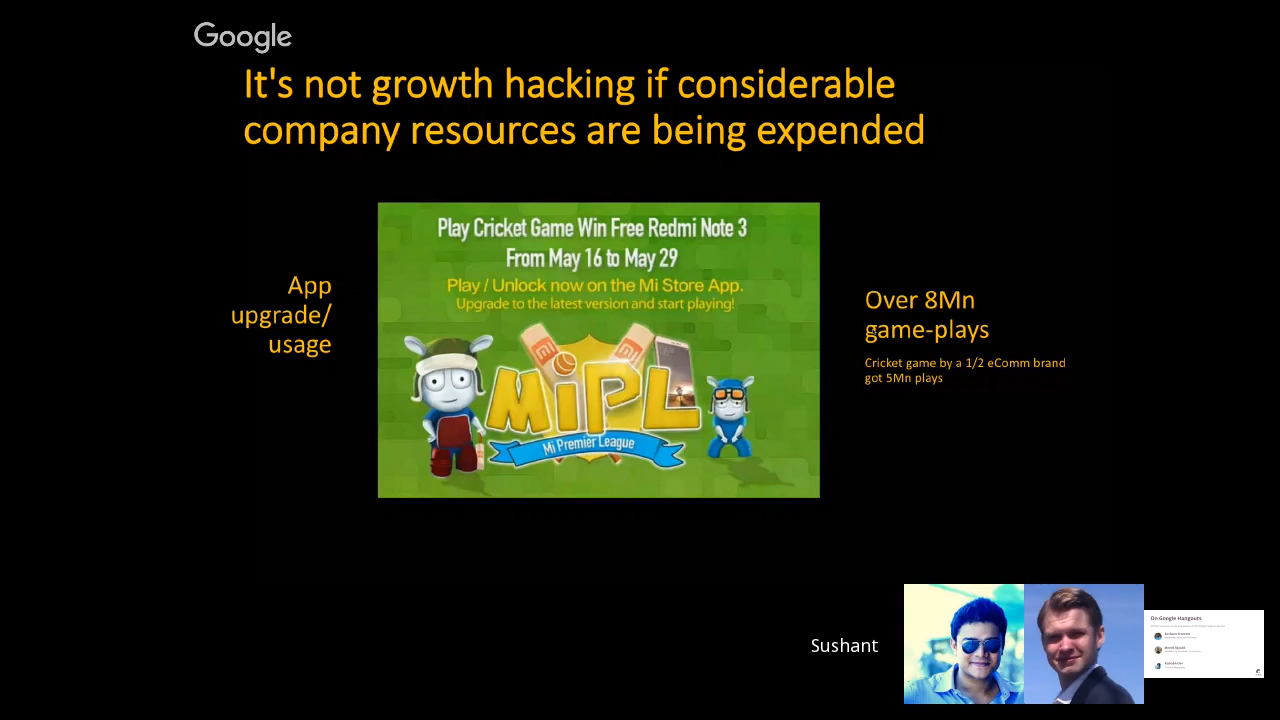 Google
It's not growth hacking if considerable
company resources are being expended
Play Cricket Game Win Free Redmi Note 3
From May 16 to May 29
Play / Unlock now on the Mi Store App.
Upgrade to the latest version and start playing!
MiPL
Mi Premier League
App
upgrade/
usage
Over 8Mn
game-plays
Cricket game by a 1/2 eComm brand
got 5Mn plays
Sushant
On Google Hangouts